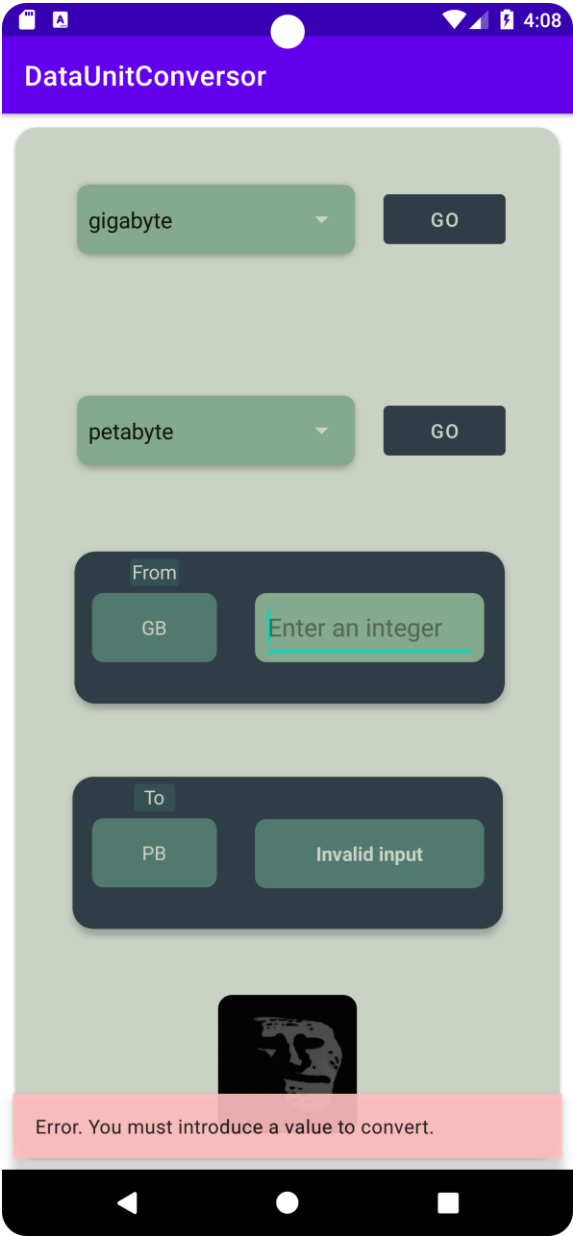 4:08
DataUnitConversor
gigabyte
GO
petabyte
GO
From
GB
Enter an integer
To
PB
Invalid input
Error. You must introduce a value to convert.